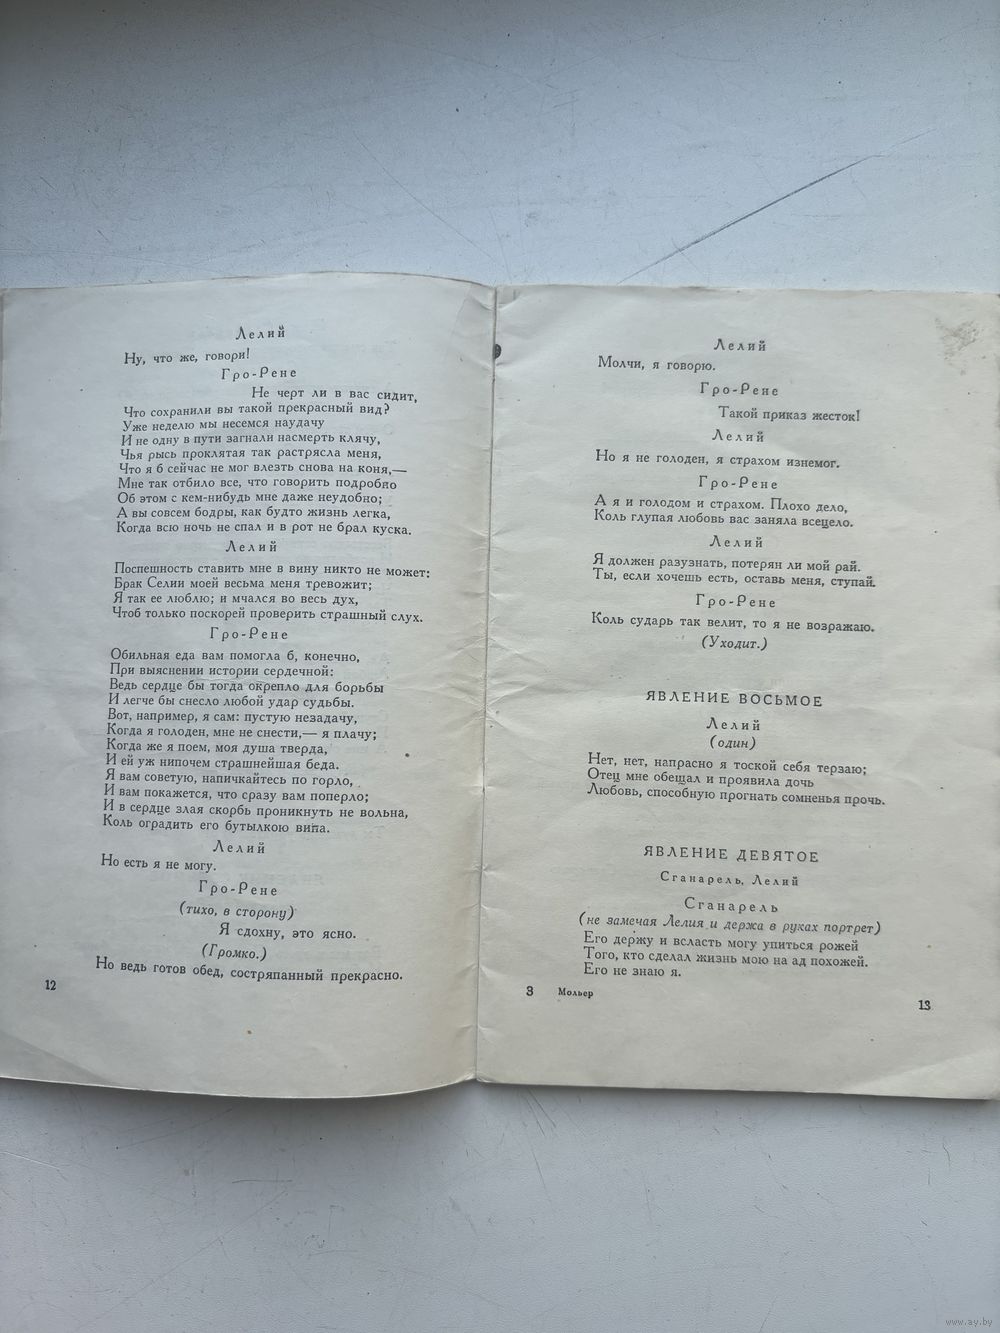 Лелий
Ну, что же, говори!
Гро-Рене
Не черт ли в вас сидит,
Что сохранили вы такой прекрасный вид?
Уже неделю мы несемся наудачу
И не одну в пути загнали насмерть клячу,
Чья рысь проклятая так растрясла меня,
Что я б сейчас не мог влезть снова на коня,—
Мне так отбило все, что говорить подробно
Об этом с кем-нибудь мне даже неудобно;
А вы совсем бодры, как будто жизнь легка,
Когда всю ночь не спал и в рот не брал куска.
Лелий
Поспешность ставить мне в вину никто не может:
Брак Селии моей весьма меня тревожит;
Я так ее люблю; и мчался во весь дух,
Чтоб только поскорей проверить страшный слух.
Гро-Рене
Обильная еда вам помогла б, конечно,
При выяснении истории сердечной:
Ведь сердце бы тогда окрепло для борьбы
И легче бы снесло любой удар судьбы.
Вот, например, я сам: пустую незадачу,
Когда я голоден, мне не снести,— я плачу;
Когда же я поем, моя душа тверда,
И ей уж нипочем страшнейшая беда.
Я вам советую, напичкайтесь по горло,
И вам покажется, что сразу вам поперло;
И в сердце злая скорбь проникнуть не вольна,
Коль оградить его бутылкою вина.
Лелий
Но есть я не могу.
Гро-Рене
(тихо, в сторону)
Я сдохну, это ясно.
(Громко.)
Но ведь готов обед, состряпанный прекрасно.
12
Лелий
Молчи, я говорю.
Гро-Рене
Такой приказ жесток!
Лелий
Но я не голоден, я страхом изнемог.
Гро-Рене
А я и голодом и страхом. Плохо дело,
Коль глупая любовь вас заняла всецело.
Лелий
Я должен разузнать, потерян ли мой рай.
Ты, если хочешь есть, оставь меня, ступай.
Гро-Рене
Коль сударь так велит, то я не возражаю.
(Уходит.)
ЯВЛЕНИЕ ВОСЬМОЕ
Лелий
(один)
Нет, нет, напрасно я тоской себя терзаю;
Отец мне обещал и проявила дочь
Любовь, способную прогнать сомненья прочь.
ЯВЛЕНИЕ ДЕВЯТОЕ
Сганарель, Лелий
Сганарель
(не замечая Лелия и держа в руках портрет)
Его держу и всласть могу упиться рожей
Того, кто сделал жизнь мою на ад похожей.
Его не знаю я.
3 Мольер
13
www.ay.by